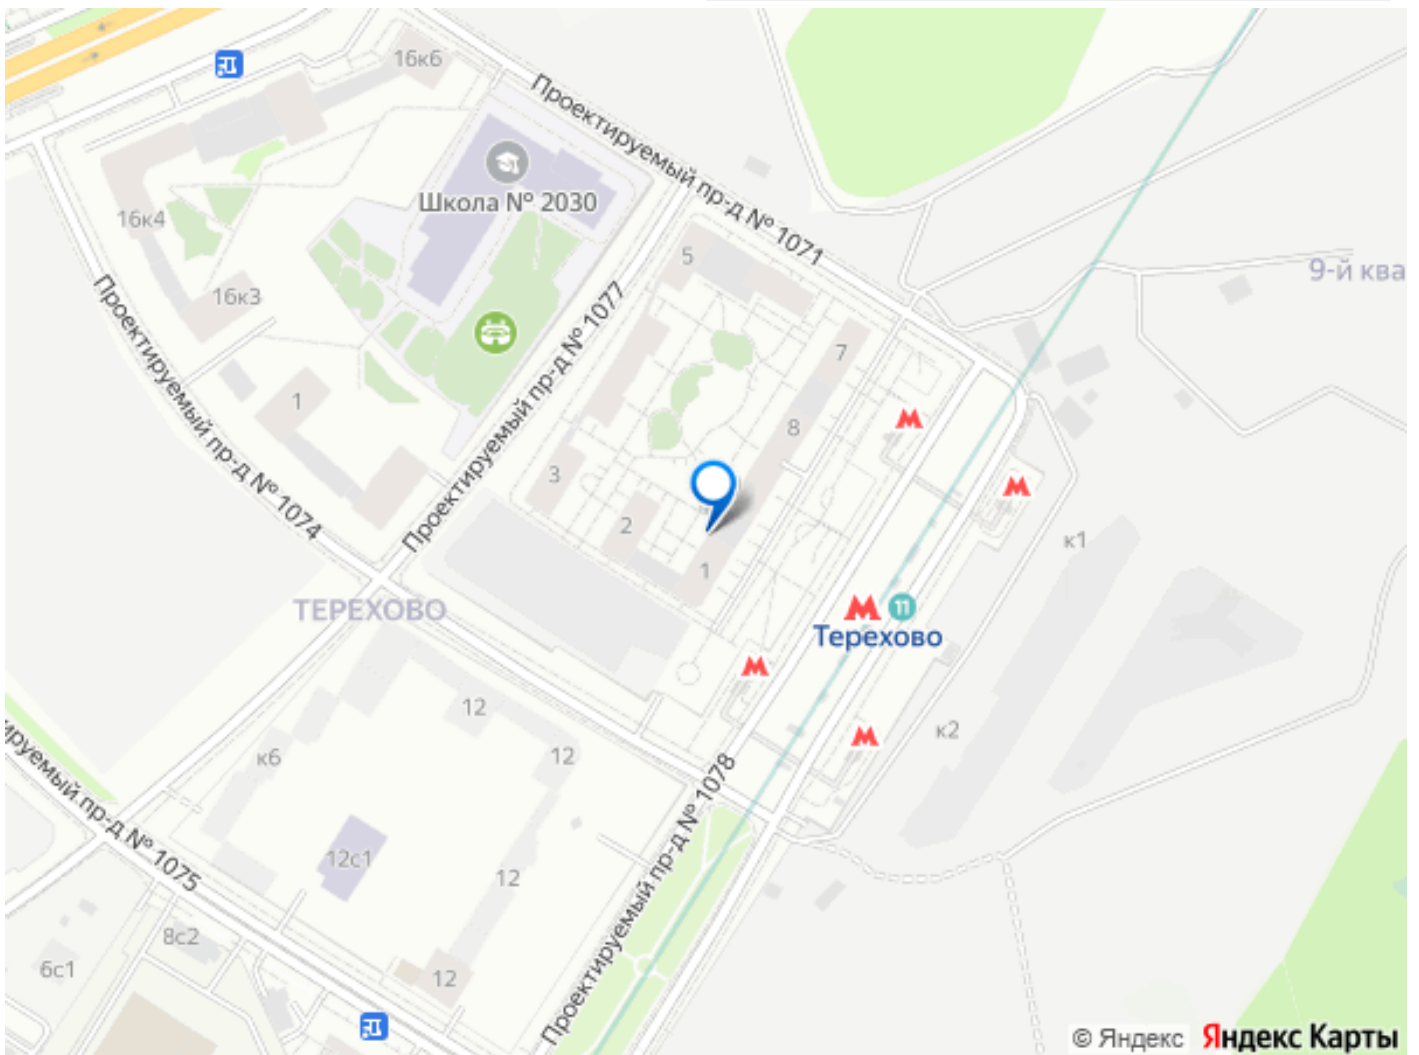 16к6
Проектируемый пр-д № 1071
Школа № 2030
16к4
5
9-й ква
16к3
Проектируемый пр-д № 1077
7
Проектируемый пр-д № 1074
1
8
3
2
к1
1
ТЕРЕХОВО
11
Терехово
12
к2
к6
12
Проектируемый пр-д № 1078
ируемый пр-д № 1075
12с1
12
8с2
6с1
12
© Яндекс Яндекс Карты